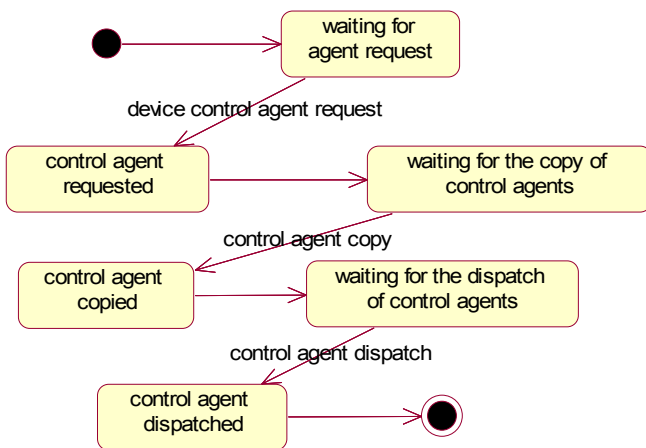 waiting for
agent request
device control agent request
control agent
requested
waiting for the copy of
control agents
control agent copy
control agent
copied
waiting for the dispatch
of control agents
control agent dispatch
control agent
dispatched